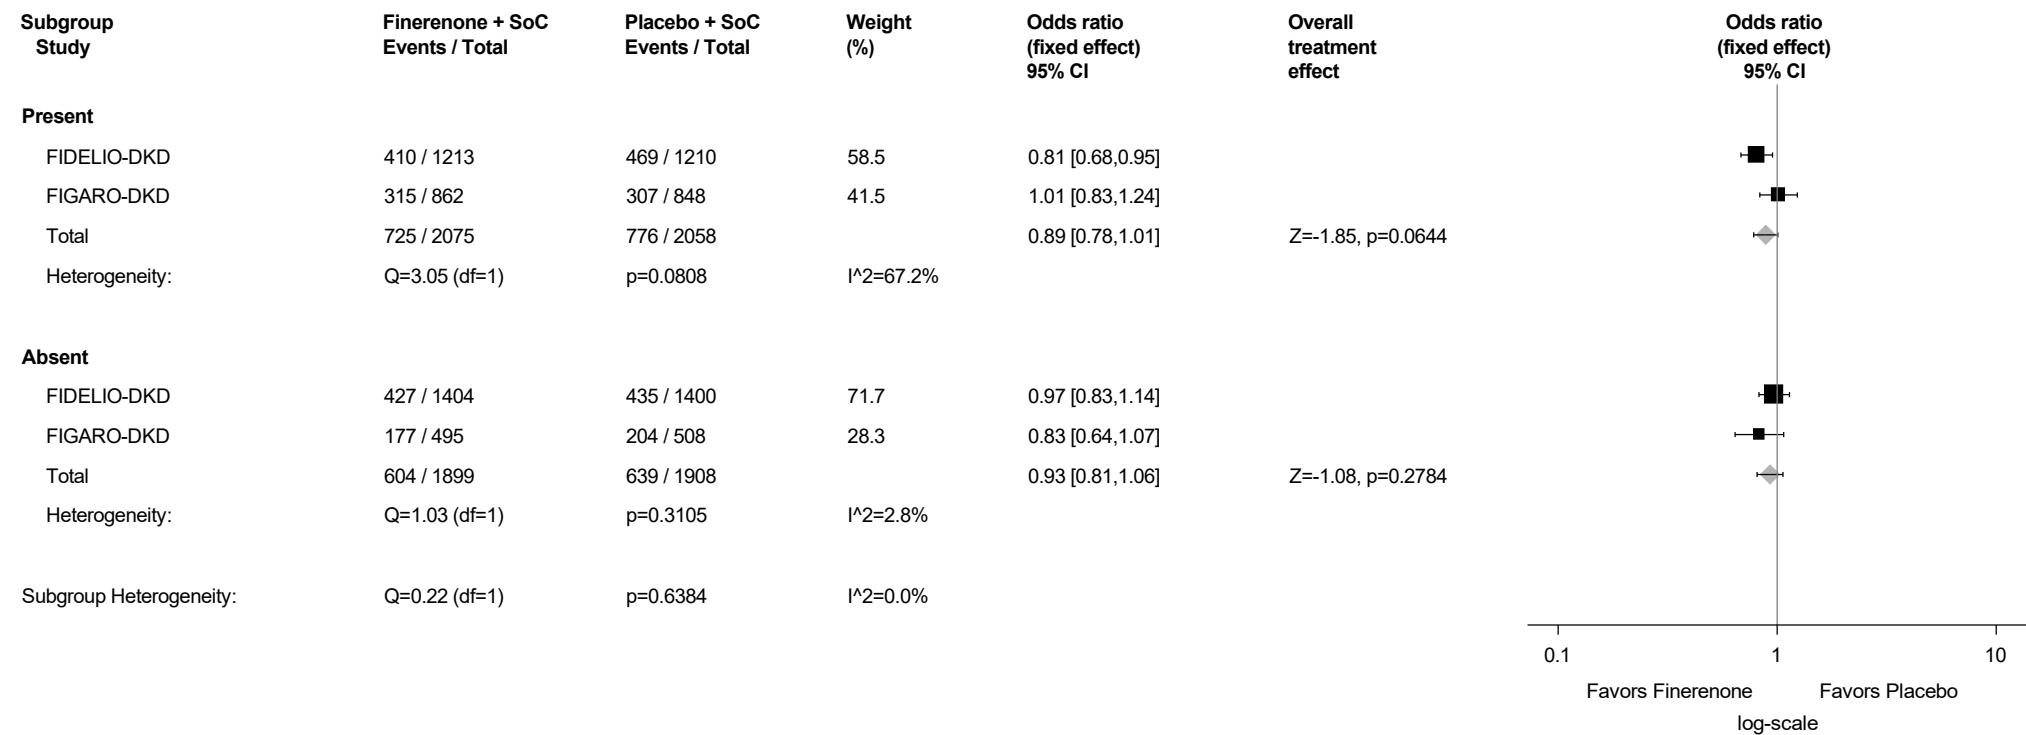 Subgroup Finerenone + SoC Placebo + SoC Weight Odds ratio Overall Odds ratio
Study Events / Total Events / Total (%) (fixed effect) treatment (fixed effect)
95% CI effect 95% CI
Present
FIDELIO-DKD 410 / 1213 469 / 1210 58.5 0.81 [0.68,0.95]
FIGARO-DKD 315 / 862 307 / 848 41.5 1.01 [0.83,1.24]
Total 725 / 2075 776 / 2058 0.89 [0.78,1.01] Z=-1.85, p=0.0644
Heterogeneity: Q=3.05 (df=1) p=0.0808 I^2=67.2%
Absent
FIDELIO-DKD 427 / 1404 435 / 1400 71.7 0.97 [0.83,1.14]
FIGARO-DKD 177 / 495 204 / 508 28.3 0.83 [0.64,1.07]
Total 604 / 1899 639 / 1908 0.93 [0.81,1.06] Z=-1.08, p=0.2784
Heterogeneity: Q=1.03 (df=1) p=0.3105 I^2=2.8%
Subgroup Heterogeneity: Q=0.22 (df=1) p=0.6384 I^2=0.0%
0.1 1 10
Favors Finerenone Favors Placebo
log-scale